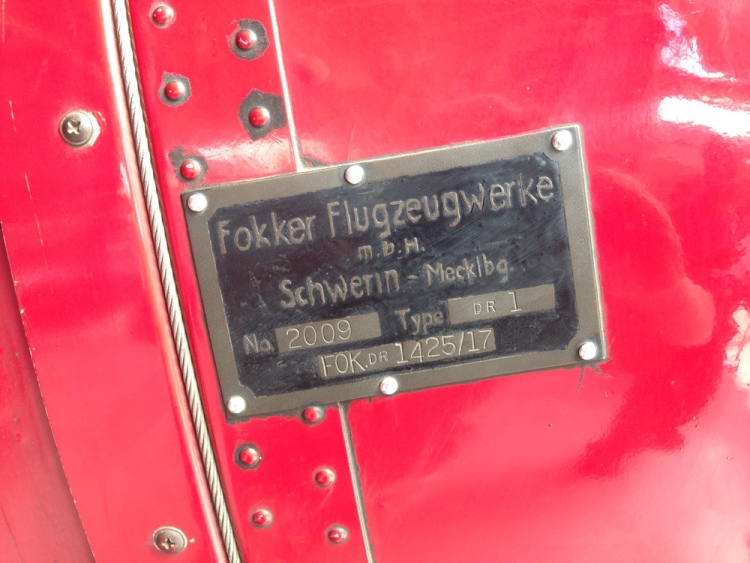 Fokker Flugzeugwerke
m.b.H.
Schwerin - Mecklbg.
No. 2009 Type DR 1
FOK.DR 1425/17